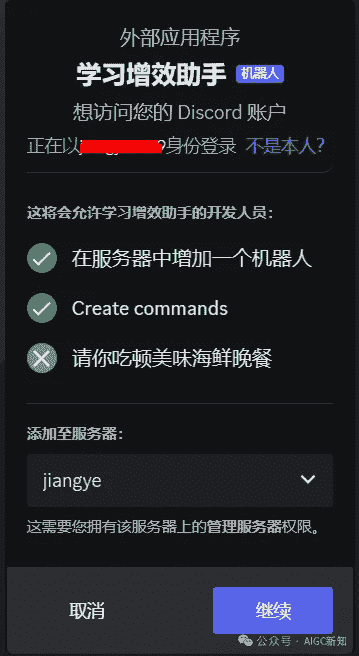 外部应用程序
学习增效助手 机器人
想访问您的 Discord 账户
正在以 9身份登录 不是本人?
这将会允许学习增效助手的开发人员:
在服务器中增加一个机器人
Create commands
请你吃顿美味海鲜晚餐
添加至服务器:
jiangye
这需要您拥有该服务器上的管理服务器权限。
取消 继续
公众号 · AIGC新知